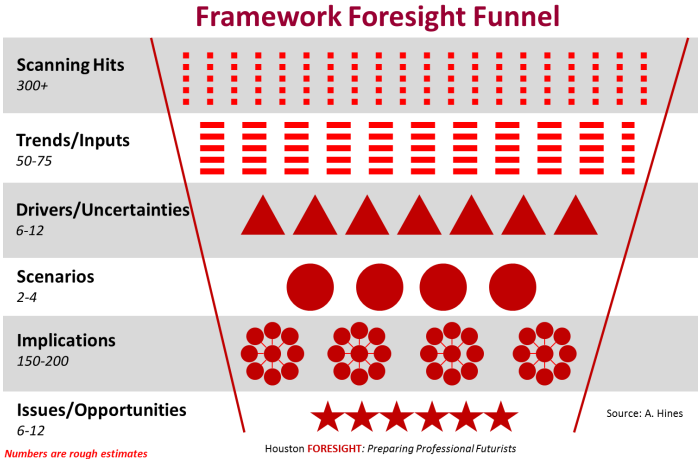 Framework Foresight Funnel
Scanning Hits
300+
Trends/Inputs
50-75
Drivers/Uncertainties
6-12
Scenarios
2-4
Implications
150-200
Issues/Opportunities
6-12
Source: A. Hines
Numbers are rough estimates
Houston FORESIGHT: Preparing Professional Futurists